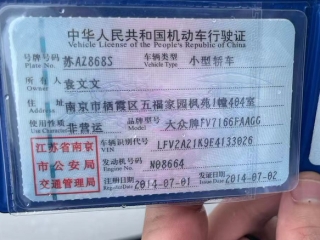 中华人民共和国机动车行驶证
Vehicle License of the People's Republic of China
号牌号码 苏AZ868S 车辆类型 小型轿车
Plate No. Vehicle Type
所有人 袁文文
Owner
住址 南京市栖霞区五福家园枫苑1幢404室
Address
使用性质 非营运 品牌型号 大众牌FV7166FAAGG
Use Character Model
江苏省南京 车辆识别代号 LFV2A21K9E4133026
VIN
市公安局 发动机号码 N08664
Engine No.
交通管理局 注册日期 2014-07-01 发证日期 2014-07-02
Register Date Issue Date